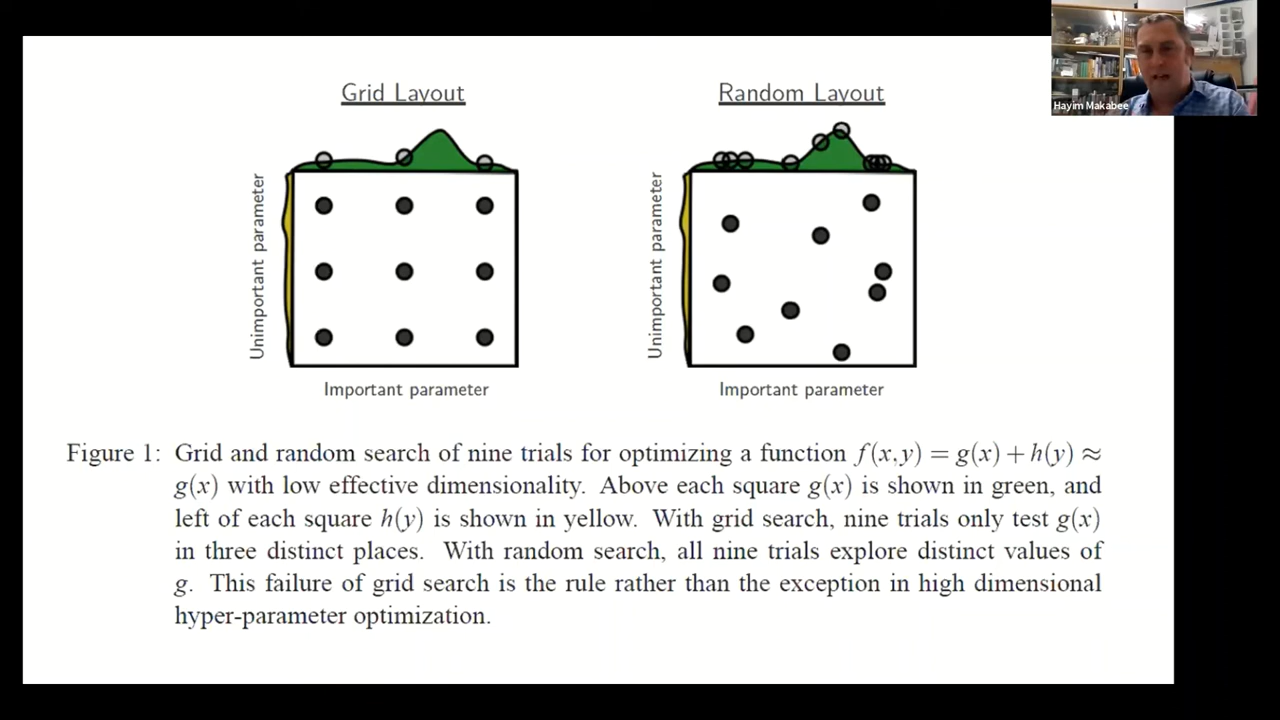 Hayim Makabee
Grid Layout
Random Layout
Unimportant parameter
Important parameter
Unimportant parameter
Important parameter
Figure 1: Grid and random search of nine trials for optimizing a function f(x,y) = g(x) + h(y) ≈
g(x) with low effective dimensionality. Above each square g(x) is shown in green, and
left of each square h(y) is shown in yellow. With grid search, nine trials only test g(x)
in three distinct places. With random search, all nine trials explore distinct values of
g. This failure of grid search is the rule rather than the exception in high dimensional
hyper-parameter optimization.